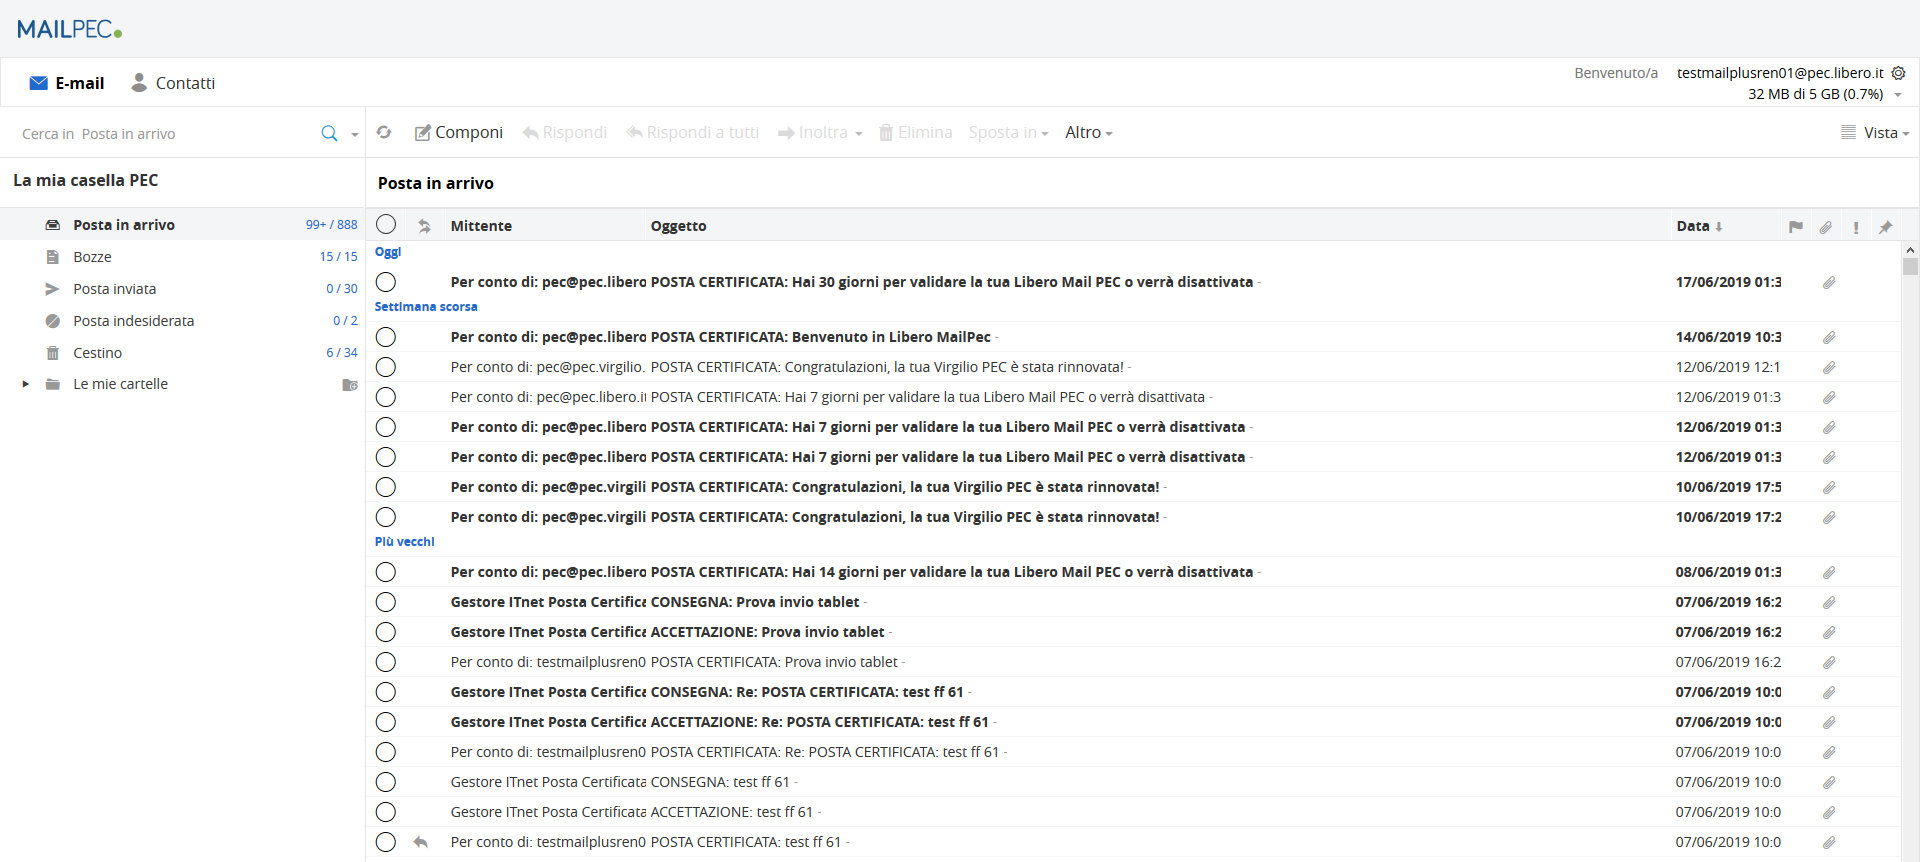 MAILPEC
E-mail Contatti
Benvenuto/a testmailplusren01@pec.libero.it
32 MB di 5 GB (0.7%)
Cerca in Posta in arrivo
Componi Rispondi Rispondi a tutti Inoltra Elimina Sposta in Altro Vista
La mia casella PEC
Posta in arrivo 99+ / 888
Bozze 15 / 15
Posta inviata 0 / 30
Posta indesiderata 0 / 2
Cestino 6 / 34
Le mie cartelle
Posta in arrivo
Mittente Oggetto Data
Oggi
Per conto di: pec@pec.libero POSTA CERTIFICATA: Hai 30 giorni per validare la tua Libero Mail PEC o verrà disattivata - 17/06/2019 01:3
Settimana scorsa
Per conto di: pec@pec.libero POSTA CERTIFICATA: Benvenuto in Libero MailPec - 14/06/2019 10:3
Per conto di: pec@pec.virgilio. POSTA CERTIFICATA: Congratulazioni, la tua Virgilio PEC è stata rinnovata! - 12/06/2019 12:1
Per conto di: pec@pec.libero.it POSTA CERTIFICATA: Hai 7 giorni per validare la tua Libero Mail PEC o verrà disattivata - 12/06/2019 01:3
Per conto di: pec@pec.libero POSTA CERTIFICATA: Hai 7 giorni per validare la tua Libero Mail PEC o verrà disattivata - 12/06/2019 01:3
Per conto di: pec@pec.libero POSTA CERTIFICATA: Hai 7 giorni per validare la tua Libero Mail PEC o verrà disattivata - 12/06/2019 01:3
Per conto di: pec@pec.virgili POSTA CERTIFICATA: Congratulazioni, la tua Virgilio PEC è stata rinnovata! - 10/06/2019 17:5
Per conto di: pec@pec.virgili POSTA CERTIFICATA: Congratulazioni, la tua Virgilio PEC è stata rinnovata! - 10/06/2019 17:2
Più vecchi
Per conto di: pec@pec.libero POSTA CERTIFICATA: Hai 14 giorni per validare la tua Libero Mail PEC o verrà disattivata - 08/06/2019 01:3
Gestore ITnet Posta Certifica CONSEGNA: Prova invio tablet - 07/06/2019 16:2
Gestore ITnet Posta Certifica ACCETTAZIONE: Prova invio tablet - 07/06/2019 16:2
Per conto di: testmailplusren0 POSTA CERTIFICATA: Prova invio tablet - 07/06/2019 16:2
Gestore ITnet Posta Certifica CONSEGNA: Re: POSTA CERTIFICATA: test ff 61 - 07/06/2019 10:0
Gestore ITnet Posta Certifica ACCETTAZIONE: Re: POSTA CERTIFICATA: test ff 61 - 07/06/2019 10:0
Per conto di: testmailplusren0 POSTA CERTIFICATA: Re: POSTA CERTIFICATA: test ff 61 - 07/06/2019 10:0
Gestore ITnet Posta Certificata CONSEGNA: test ff 61 - 07/06/2019 10:0
Gestore ITnet Posta Certificata ACCETTAZIONE: test ff 61 - 07/06/2019 10:0
Per conto di: testmailplusren0 POSTA CERTIFICATA: test ff 61 - 07/06/2019 10:0